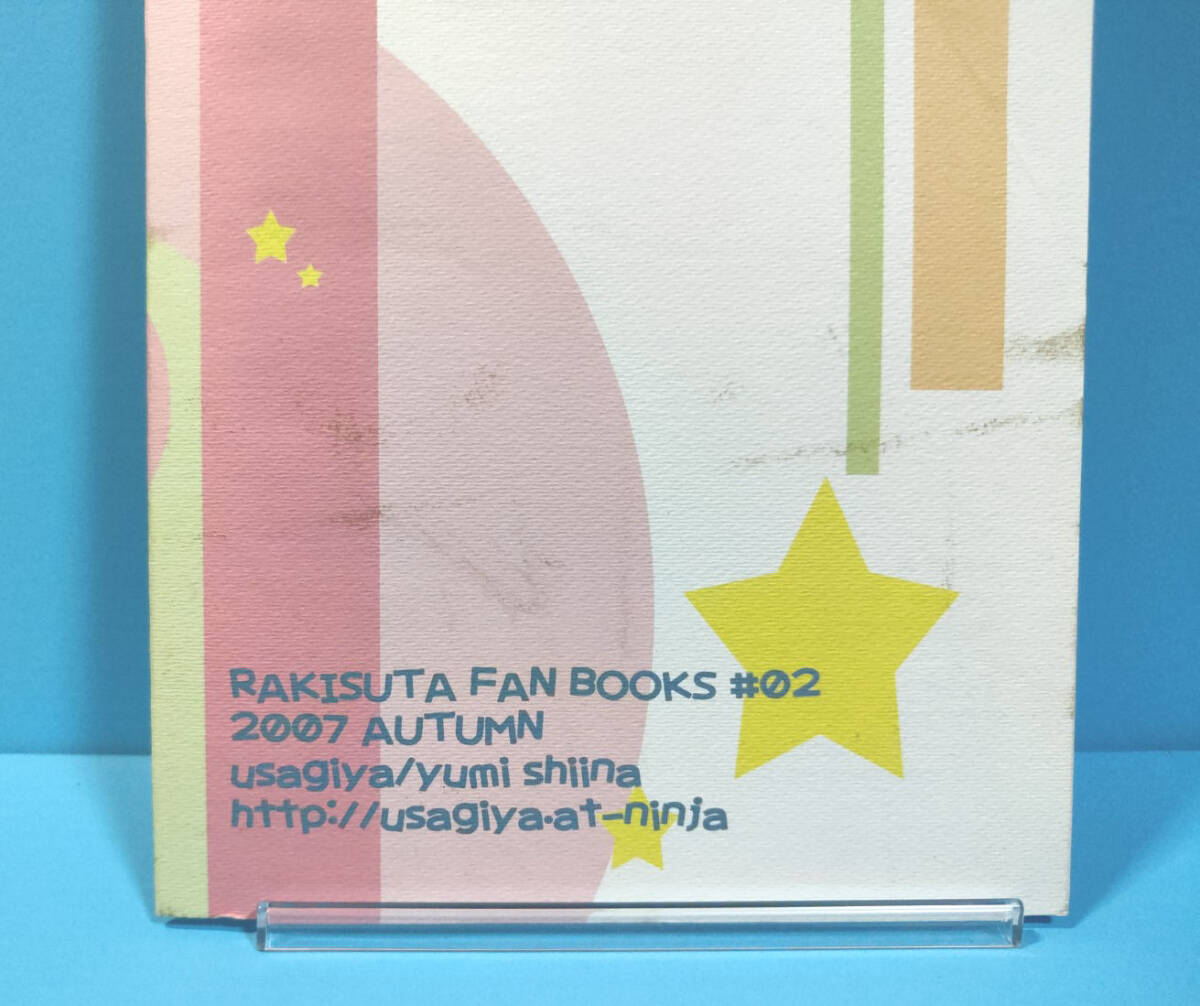 RAKISUTA FAN BOOKS #02
2007 AUTUMN
usagiya/yumi shiina
http://usagiya.at-ninja